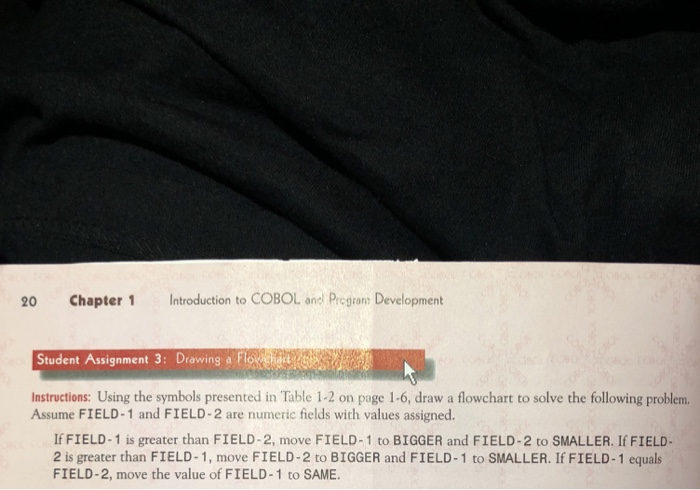 20 Chapter 1 Introduction to COBOL and Program Development
Student Assignment 3: Drawing a Flowchart
Instructions: Using the symbols presented in Table 1-2 on page 1-6, draw a flowchart to solve the following problem.
Assume FIELD-1 and FIELD-2 are numeric fields with values assigned.
If FIELD-1 is greater than FIELD-2, move FIELD-1 to BIGGER and FIELD-2 to SMALLER. If FIELD-
2 is greater than FIELD-1, move FIELD-2 to BIGGER and FIELD-1 to SMALLER. If FIELD-1 equals
FIELD-2, move the value of FIELD-1 to SAME.